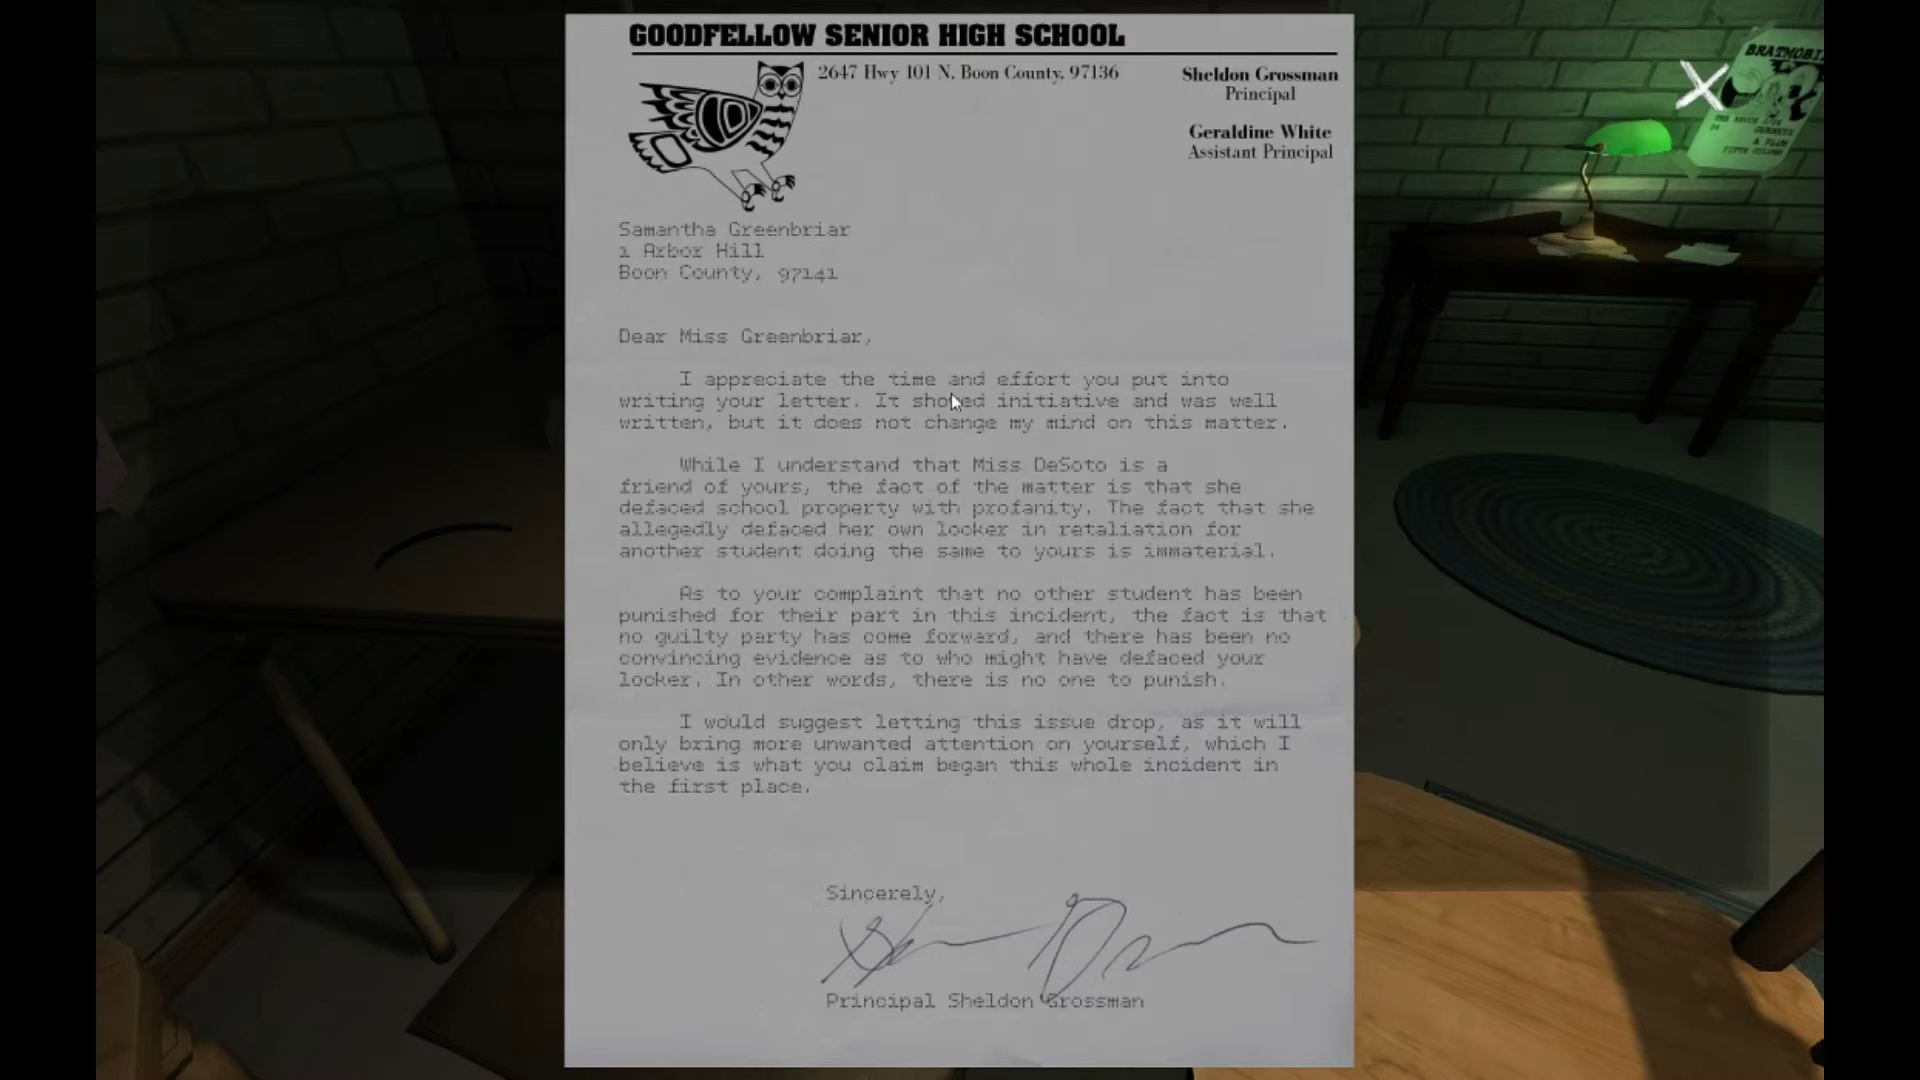 GOODFELLOW SENIOR HIGH SCHOOL
2647 Hwy 101 N, Boon County, 97136
Sheldon Grossman
Principal
Geraldine White
Assistant Principal
Samantha Greenbriar
1 Arbor Hill
Boon County, 97141
Dear Miss Greenbriar,
I appreciate the time and effort you put into
writing your letter. It showed initiative and was well
written, but it does not change my mind on this matter.
While I understand that Miss DeSoto is a
friend of yours, the fact of the matter is that she
defaced school property with profanity. The fact that she
allegedly defaced her own locker in retaliation for
another student doing the same to yours is immaterial.
As to your complaint that no other student has been
punished for their part in this incident, the fact is that
no guilty party has come forward, and there has been no
convincing evidence as to who might have defaced your
locker. In other words, there is no one to punish.
I would suggest letting this issue drop, as it will
only bring more unwanted attention on yourself, which I
believe is what you claim began this whole incident in
the first place.
Sincerely,
Principal Sheldon Grossman
BRATMOBI